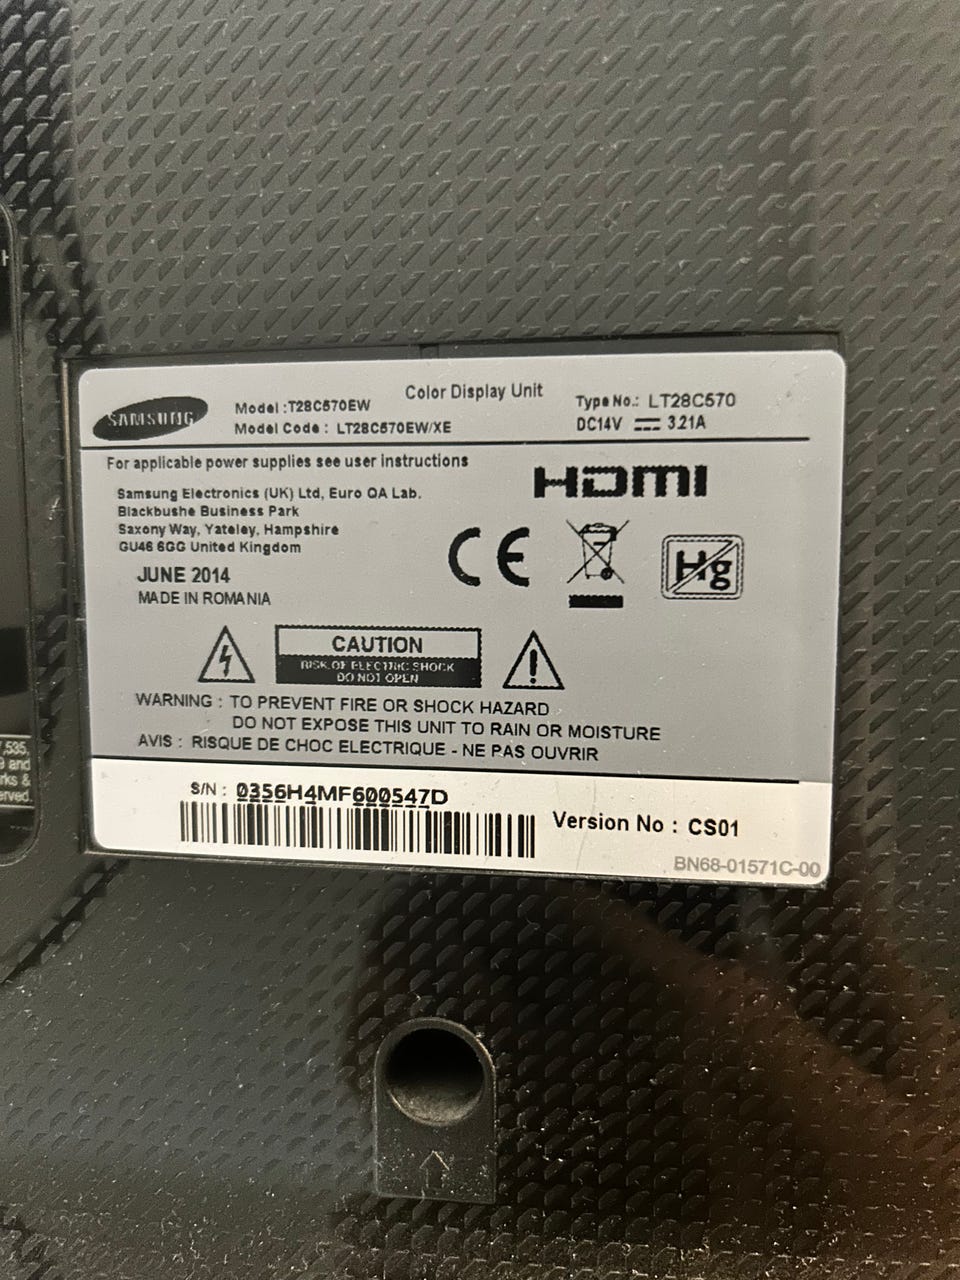 SAMSUNG
Model :T28C570EW
Model Code : LT28C570EW/XE
Color Display Unit
Type No.: LT28C570
DC14V ⎓ 3.21A
For applicable power supplies see user instructions
HDMI
Samsung Electronics (UK) Ltd, Euro QA Lab.
Blackbushe Business Park
Saxony Way, Yateley, Hampshire
GU46 6GG United Kingdom
JUNE 2014
MADE IN ROMANIA
CE
Hg
CAUTION
RISK OF ELECTRIC SHOCK
DO NOT OPEN
WARNING : TO PREVENT FIRE OR SHOCK HAZARD
DO NOT EXPOSE THIS UNIT TO RAIN OR MOISTURE
AVIS : RISQUE DE CHOC ELECTRIQUE - NE PAS OUVRIR
S/N : 0356H4MF600547D
Version No : CS01
BN68-01571C-00
,535,
and
&